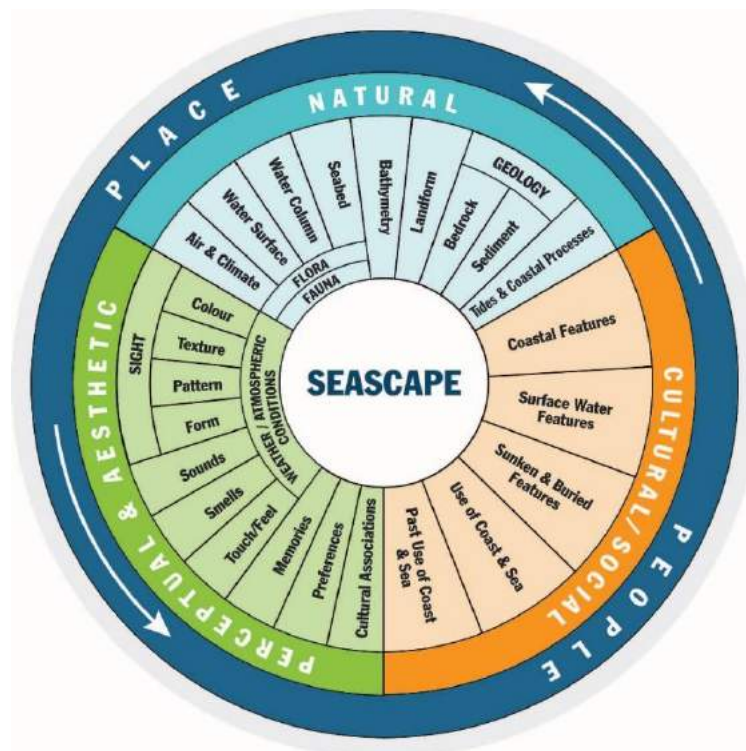 PLACE
NATURAL
Air & Climate
Water Surface
Water Column
Seabed
FLORA
FAUNA
Bathymetry
Landform
GEOLOGY
Bedrock
Sediment
Tides & Coastal Processes
SEASCAPE
CULTURAL/SOCIAL
PEOPLE
Coastal Features
Surface Water
Features
Sunken & Buried
Features
Use of Coast & Sea
Past Use of Coast
& Sea
PERCEPTUAL & AESTHETIC
SIGHT
Colour
Texture
Pattern
Form
Sounds
Smells
Touch/Feel
Memories
Preferences
Cultural Associations
WEATHER / ATMOSPHERIC
CONDITIONS